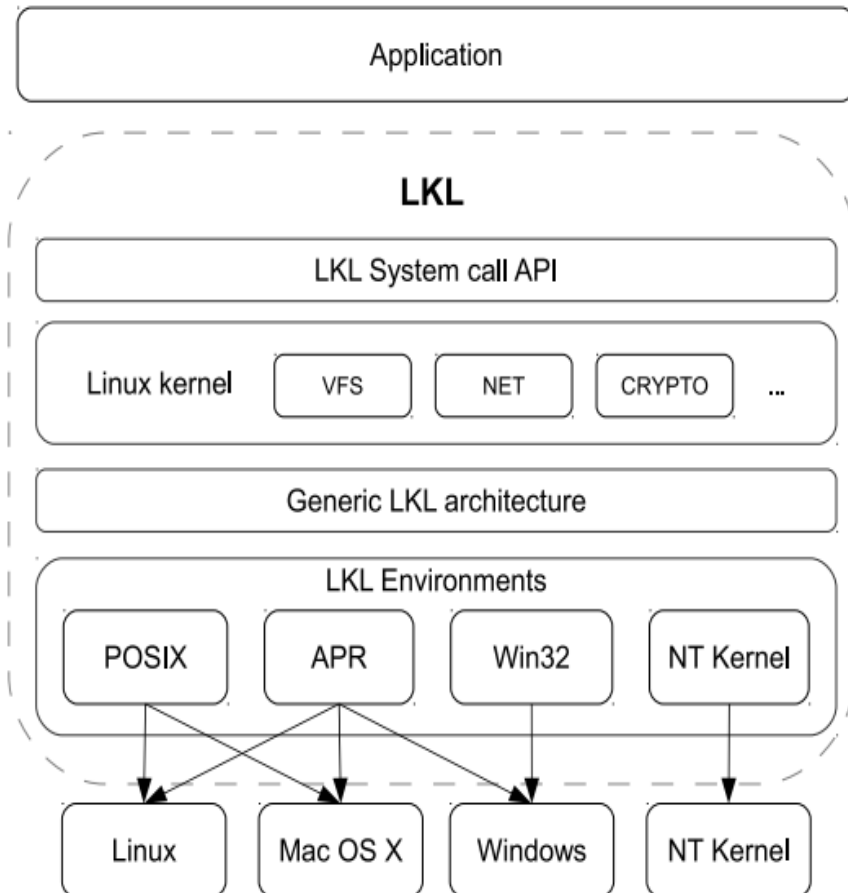 Application
LKL
LKL System call API
Linux kernel VFS NET CRYPTO ...
Generic LKL architecture
LKL Environments
POSIX APR Win32 NT Kernel
Linux Mac OS X Windows NT Kernel